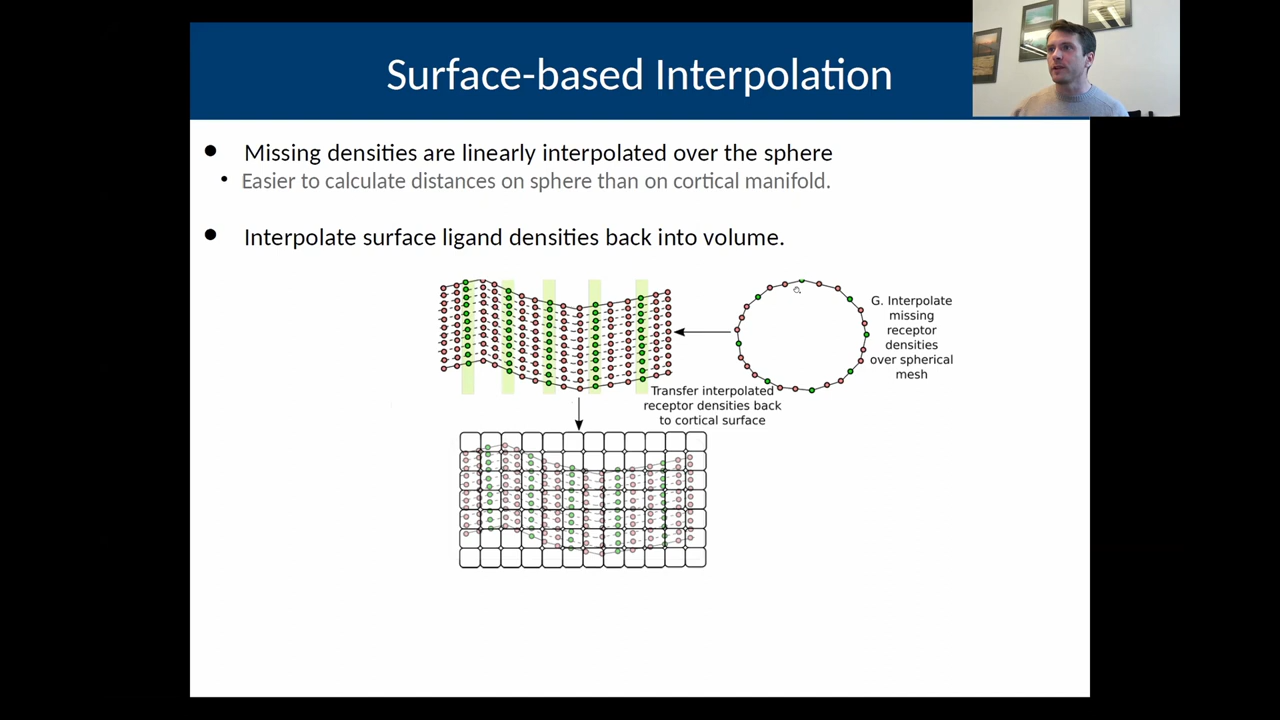 Surface-based Interpolation
Missing densities are linearly interpolated over the sphere
Easier to calculate distances on sphere than on cortical manifold.
Interpolate surface ligand densities back into volume.
G. Interpolate
missing
receptor
densities
over spherical
mesh
Transfer interpolated
receptor densities back
to cortical surface